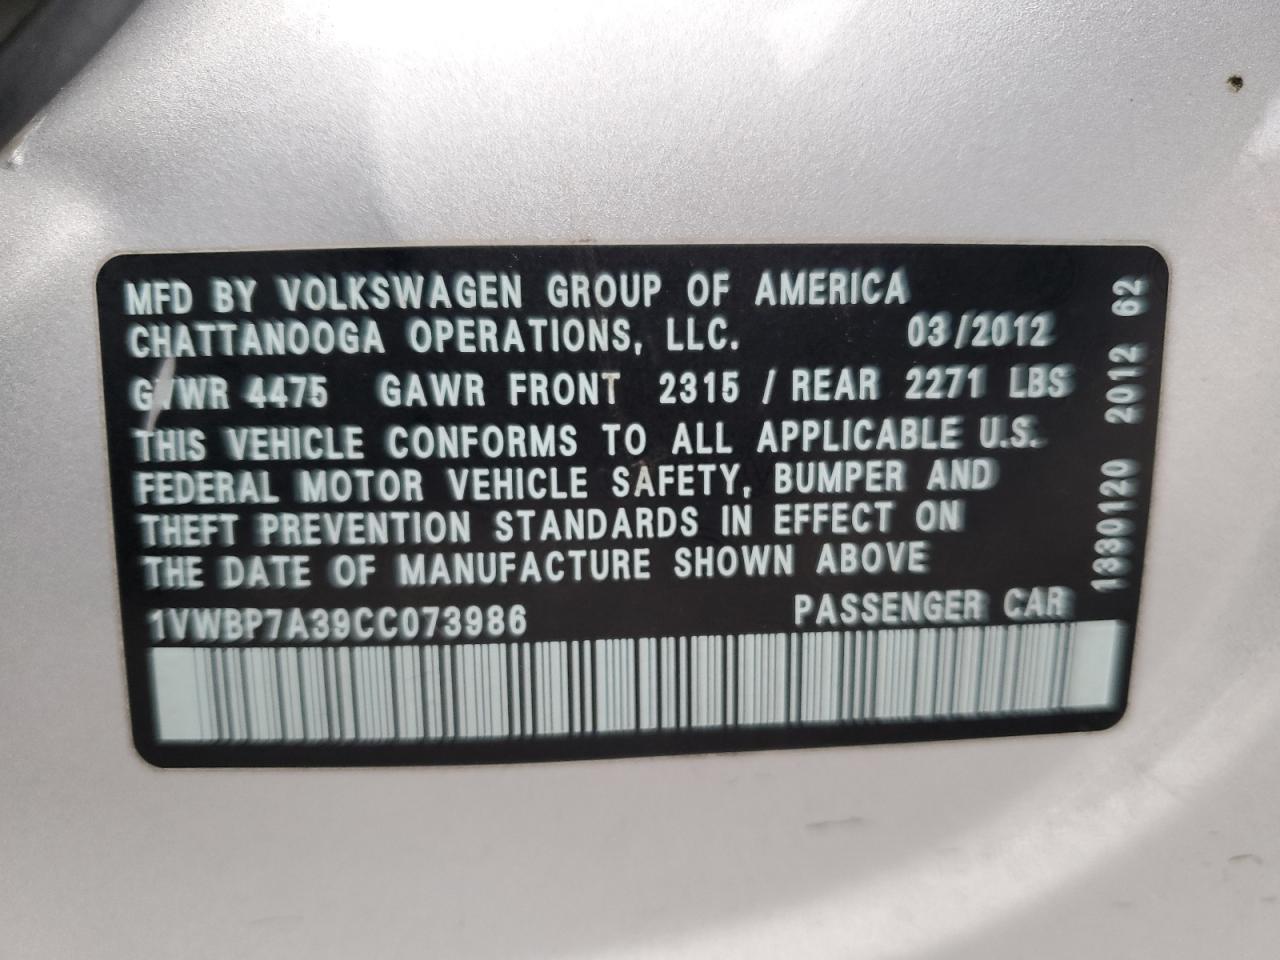 MFD BY VOLKSWAGEN GROUP OF AMERICA
CHATTANOOGA OPERATIONS, LLC. 03/2012
GVWR 4475 GAWR FRONT 2315 / REAR 2271 LBS
THIS VEHICLE CONFORMS TO ALL APPLICABLE U.S.
FEDERAL MOTOR VEHICLE SAFETY, BUMPER AND
THEFT PREVENTION STANDARDS IN EFFECT ON
THE DATE OF MANUFACTURE SHOWN ABOVE
1VWBP7A39CC073986 PASSENGER CAR
1330120 2012 62